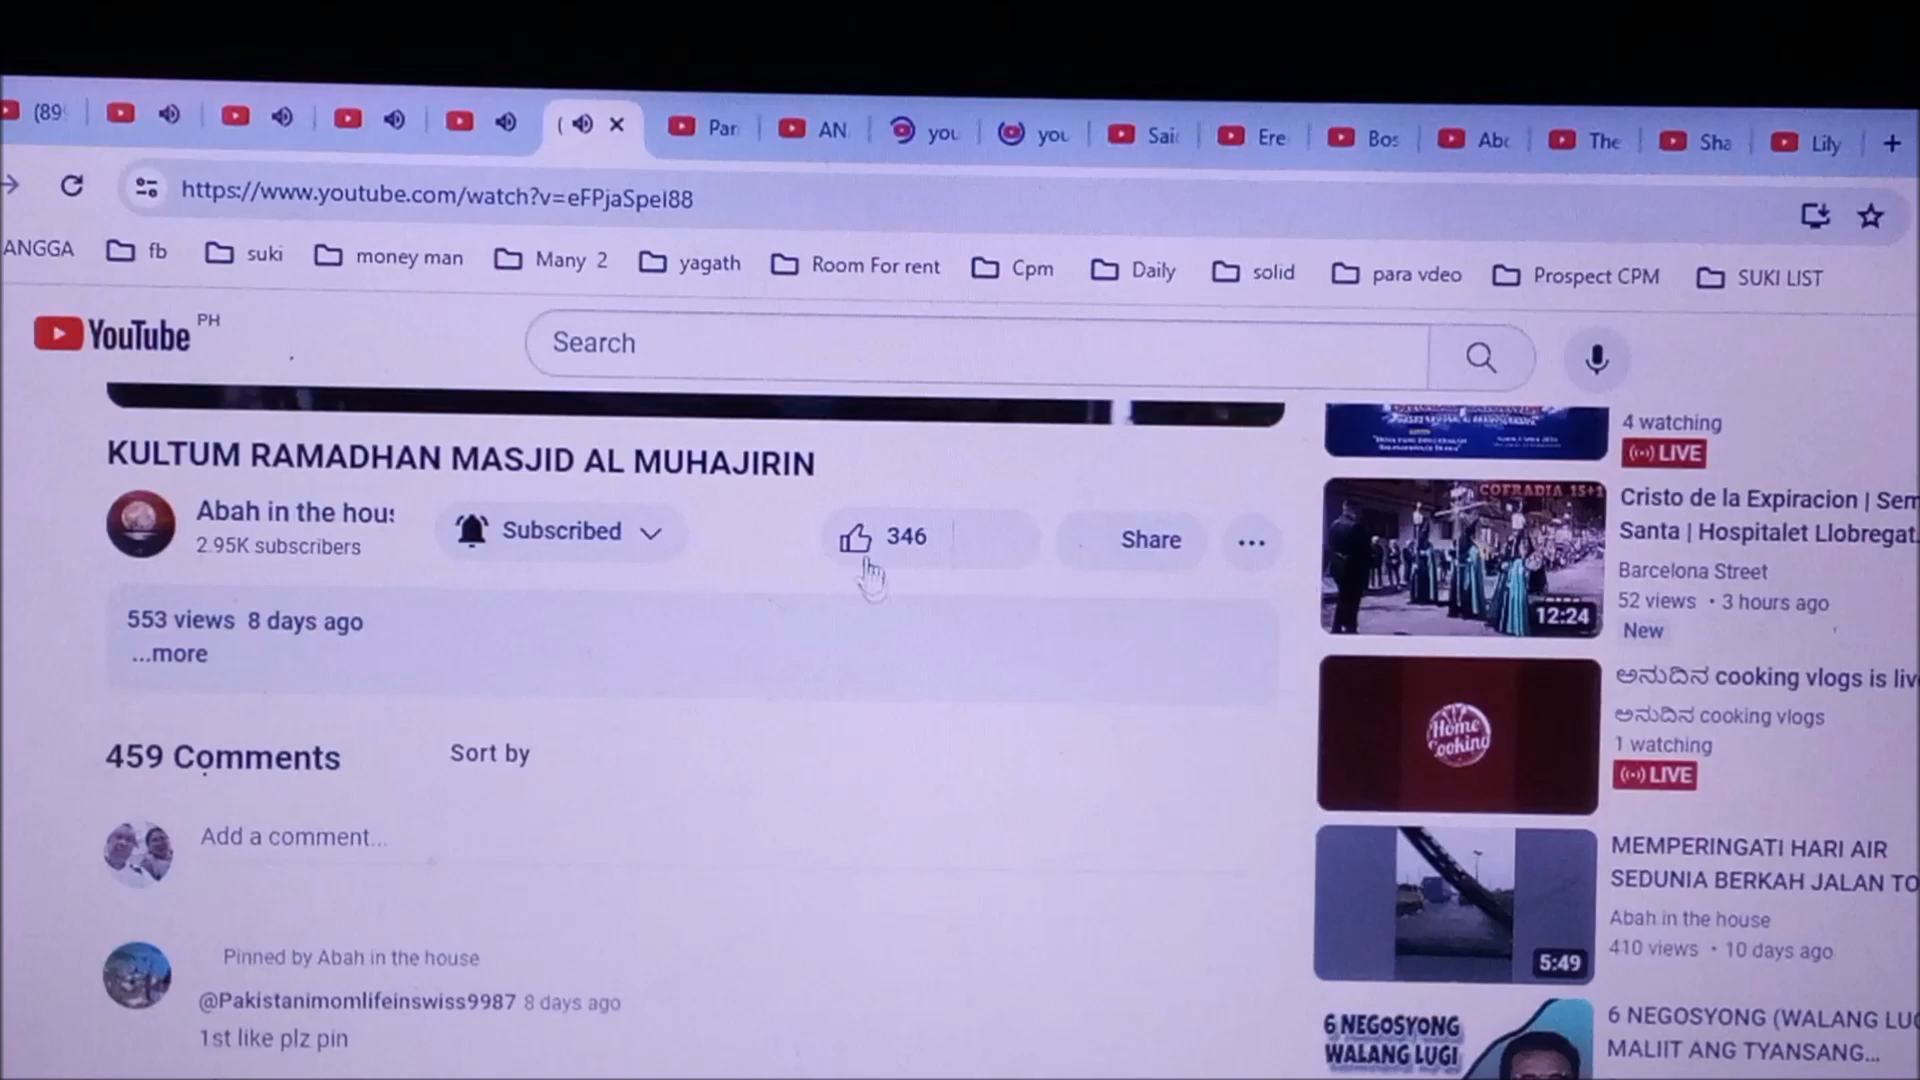 (89
you
you
Ere
Bos
The
Sha
Lily
https://www.youtube.com/watch?v=eFPjaSpeI88
ANGGA
fb
suki
money man
Many 2
yagath
Room For rent
Cpm
Daily
solid
para vdeo
Prospect CPM
SUKI LIST
YouTube PH
Search
KULTUM RAMADHAN MASJID AL MUHAJIRIN
Abah in the hou
2.95K subscribers
Subscribed
346
Share
553 views 8 days ago
...more
459 Comments
Sort by
Add a comment...
Pinned by Abah in the house
@Pakistanimomlifeinswiss9987 8 days ago
1st like plz pin
4 watching
LIVE
COFRADIA 15+1
12:24
Cristo de la Expiracion | Sem
Santa | Hospitalet Llobregat
Barcelona Street
52 views • 3 hours ago
New
Home
Cooking
ಅನುದಿನ cooking vlogs is liv
ಅನುದಿನ cooking vlogs
1 watching
LIVE
5:49
MEMPERINGATI HARI AIR
SEDUNIA BERKAH JALAN TO
Abah in the house
410 views • 10 days ago
6 NEGOSYONG
WALANG LUGI
6 NEGOSYONG (WALANG LUG
MALIIT ANG TYANSANG...